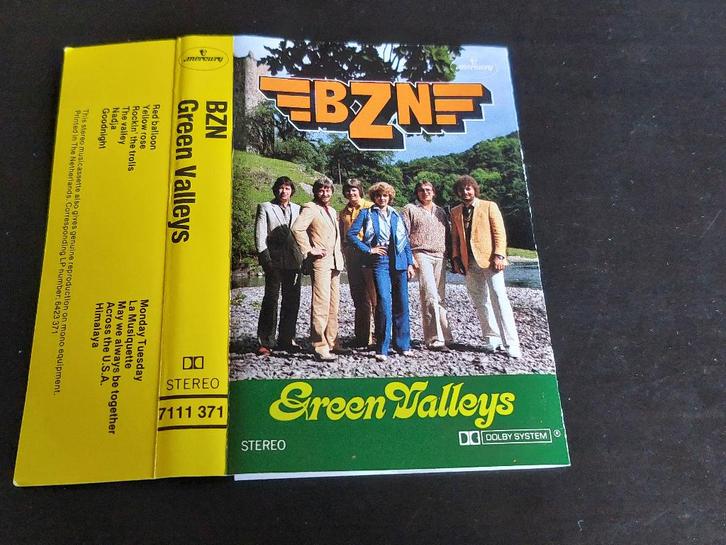 mercury
BZN
Green Valleys
STEREO
DOLBY SYSTEM ®
mercury
BZN
Green Valleys
STEREO
7111 371
Red balloon
Yellow rose
Rockin' the trolls
The valley
Nadja
Goodnight
Monday Tuesday
La Musiquette
May we always be together
Across the U.S.A.
Himalaya
This stereo musicassette also gives genuine reproduction on mono equipment.
Printed in The Netherlands. Corresponding LP number: 6423 371